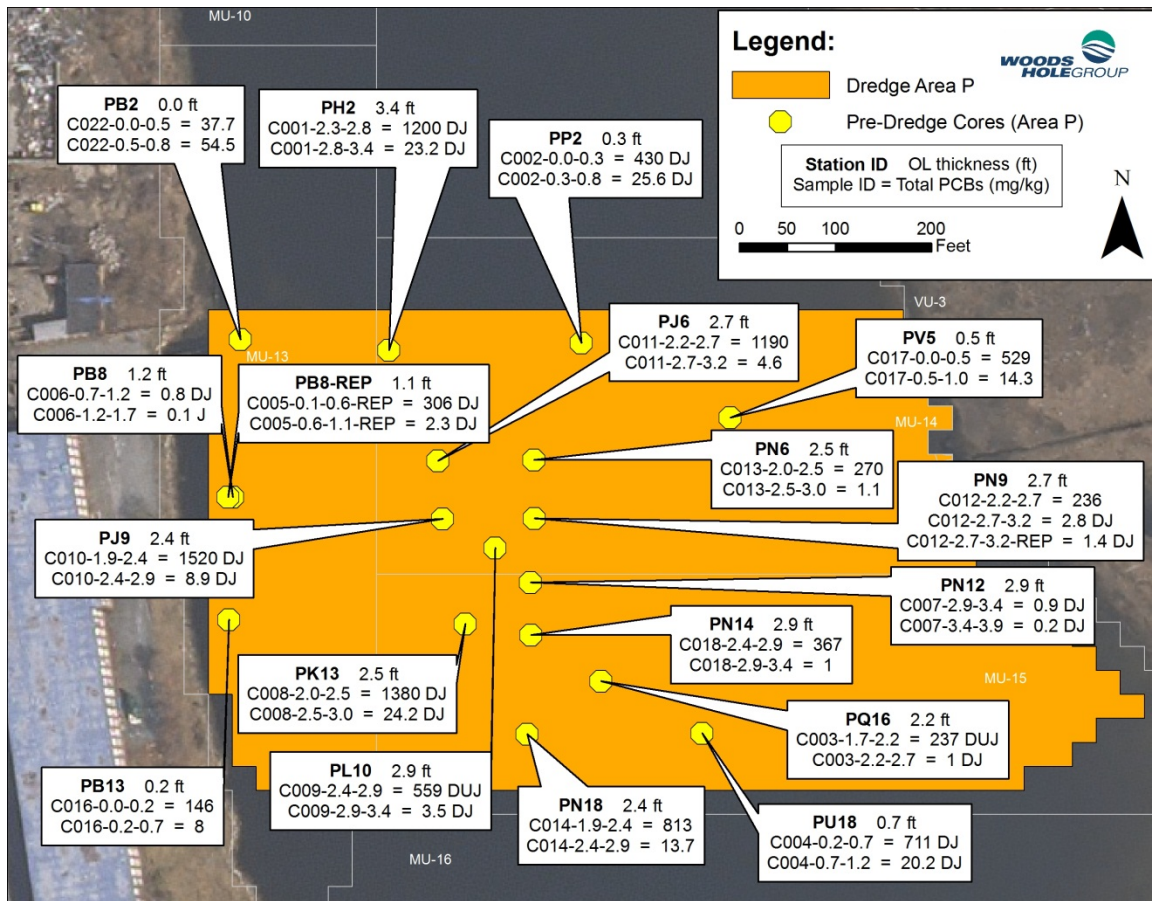 MU-10
Legend:
WOODS
HOLEGROUP
Dredge Area P
Pre-Dredge Cores (Area P)
Station ID OL thickness (ft)
Sample ID = Total PCBs (mg/kg)
N
0 50 100 200
Feet
PB2 0.0 ft
C022-0.0-0.5 = 37.7
C022-0.5-0.8 = 54.5
PH2 3.4 ft
C001-2.3-2.8 = 1200 DJ
C001-2.8-3.4 = 23.2 DJ
PP2 0.3 ft
C002-0.0-0.3 = 430 DJ
C002-0.3-0.8 = 25.6 DJ
VU-3
MU-13
PJ6 2.7 ft
C011-2.2-2.7 = 1190
C011-2.7-3.2 = 4.6
PV5 0.5 ft
C017-0.0-0.5 = 529
C017-0.5-1.0 = 14.3
PB8 1.2 ft
C006-0.7-1.2 = 0.8 DJ
C006-1.2-1.7 = 0.1 J
PB8-REP 1.1 ft
C005-0.1-0.6-REP = 306 DJ
C005-0.6-1.1-REP = 2.3 DJ
MU-14
PN6 2.5 ft
C013-2.0-2.5 = 270
C013-2.5-3.0 = 1.1
PN9 2.7 ft
C012-2.2-2.7 = 236
C012-2.7-3.2 = 2.8 DJ
C012-2.7-3.2-REP = 1.4 DJ
PJ9 2.4 ft
C010-1.9-2.4 = 1520 DJ
C010-2.4-2.9 = 8.9 DJ
PN12 2.9 ft
C007-2.9-3.4 = 0.9 DJ
C007-3.4-3.9 = 0.2 DJ
PN14 2.9 ft
C018-2.4-2.9 = 367
C018-2.9-3.4 = 1
PK13 2.5 ft
C008-2.0-2.5 = 1380 DJ
C008-2.5-3.0 = 24.2 DJ
MU-15
PQ16 2.2 ft
C003-1.7-2.2 = 237 DUJ
C003-2.2-2.7 = 1 DJ
PB13 0.2 ft
C016-0.0-0.2 = 146
C016-0.2-0.7 = 8
PL10 2.9 ft
C009-2.4-2.9 = 559 DUJ
C009-2.9-3.4 = 3.5 DJ
PN18 2.4 ft
C014-1.9-2.4 = 813
C014-2.4-2.9 = 13.7
PU18 0.7 ft
C004-0.2-0.7 = 711 DJ
C004-0.7-1.2 = 20.2 DJ
MU-16